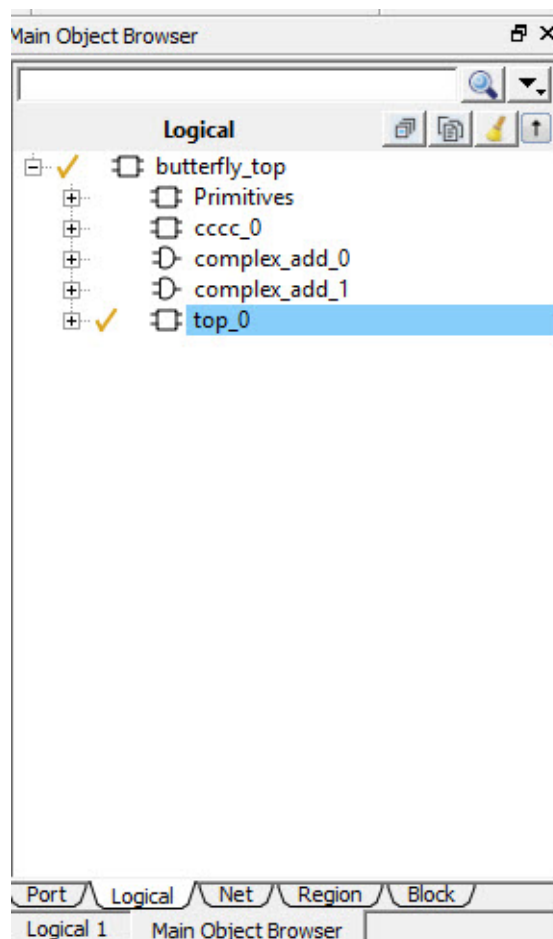 Main Object Browser
Logical
butterfly_top
Primitives
cccc_0
complex_add_0
complex_add_1
top_0
Port Logical Net Region Block
Logical 1 Main Object Browser